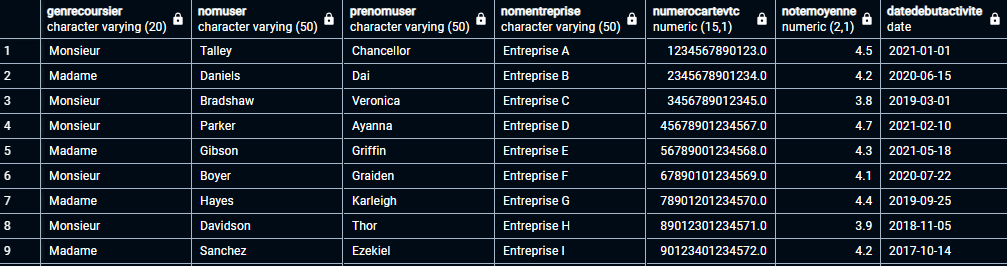 genrecoursier nomuser prenomuser nomentreprise numerocartevtc notemoyenne datedebutactivite
character varying (20) character varying (50) character varying (50) character varying (50) numeric (15,1) numeric (2,1) date
1 Monsieur Talley Chancellor Entreprise A 1234567890123.0 4.5 2021-01-01
2 Madame Daniels Dai Entreprise B 2345678901234.0 4.2 2020-06-15
3 Monsieur Bradshaw Veronica Entreprise C 3456789012345.0 3.8 2019-03-01
4 Monsieur Parker Ayanna Entreprise D 45678901234567.0 4.7 2021-02-10
5 Madame Gibson Griffin Entreprise E 56789001234568.0 4.3 2021-05-18
6 Monsieur Boyer Graiden Entreprise F 67890101234569.0 4.1 2020-07-22
7 Madame Hayes Karleigh Entreprise G 78901201234570.0 4.4 2019-09-25
8 Monsieur Davidson Thor Entreprise H 89012301234571.0 3.9 2018-11-05
9 Madame Sanchez Ezekiel Entreprise I 90123401234572.0 4.2 2017-10-14